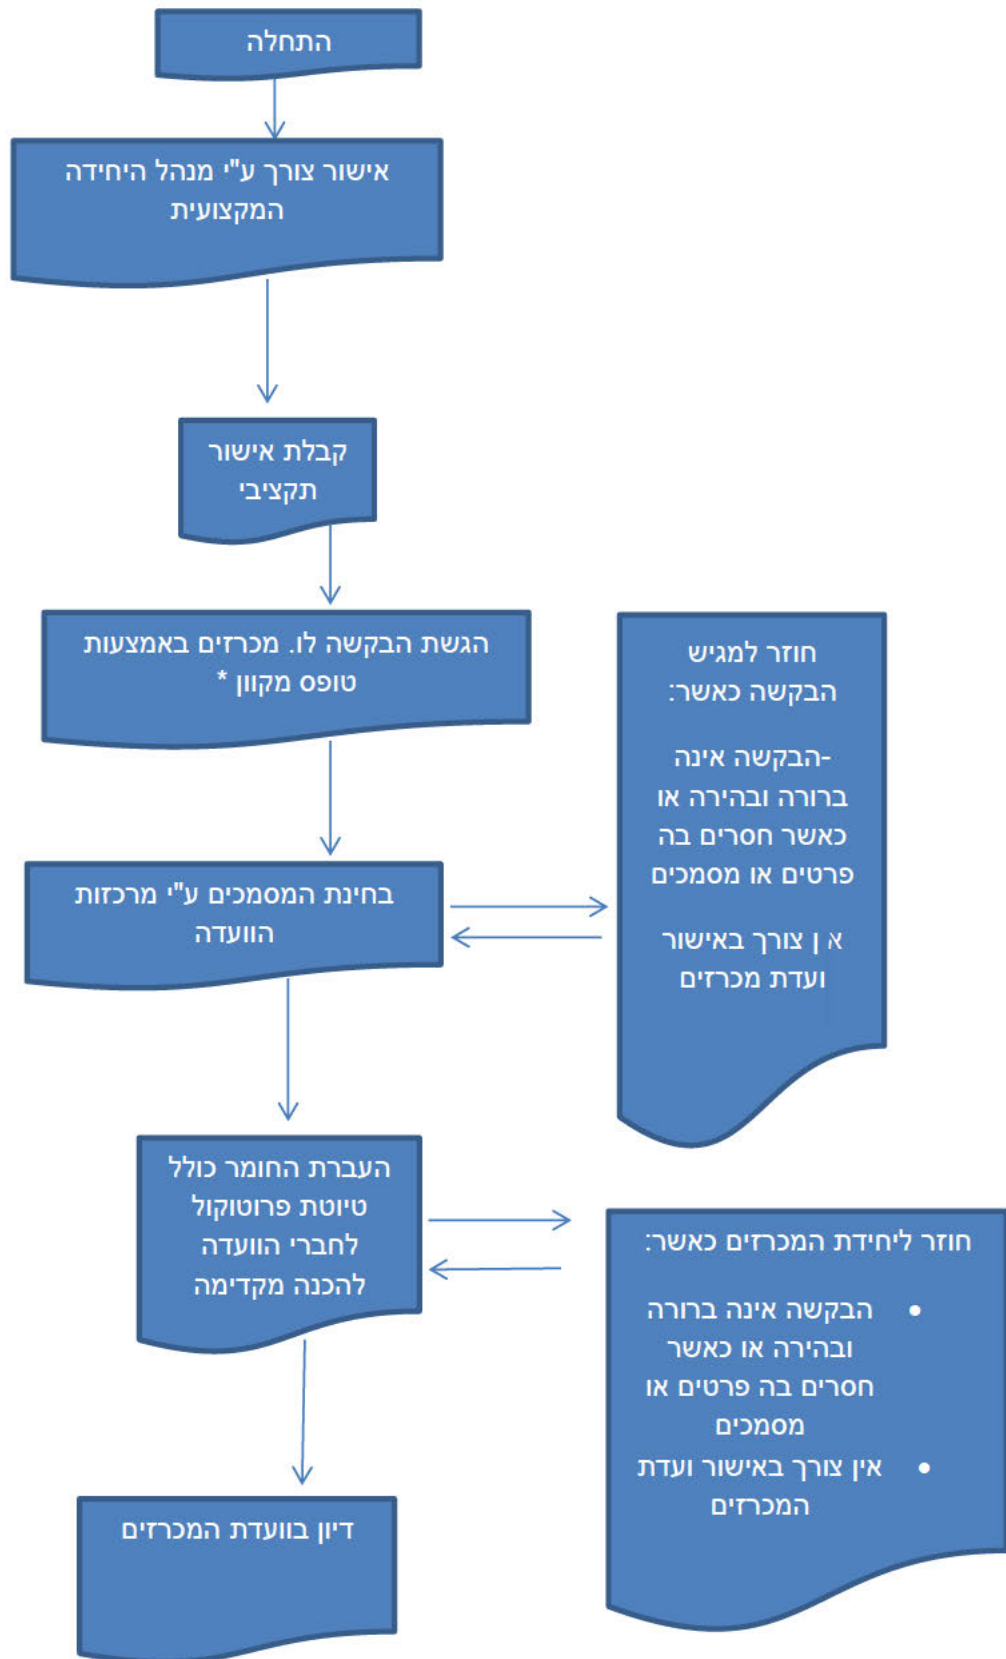 התחלה
אישור צורך ע"י מנהל היחידה
המקצועית
קבלת אישור
תקציבי
הגשת הבקשה לו. מכרזים באמצעות
טופס מקוון *
חוזר למגיש
הבקשה כאשר:
-הבקשה אינה
ברורה ובהירה או
כאשר חסרים בה
פרטים או מסמכים
אין צורך באישור
ועדת מכרזים
בחינת המסמכים ע"י מרכזות
הוועדה
העברת החומר כולל
טיוטת פרוטוקול
לחברי הוועדה
להכנה מקדימה
חוזר ליחידת המכרזים כאשר:
• הבקשה אינה ברורה
ובהירה או כאשר
חסרים בה פרטים או
מסמכים
• אין צורך באישור ועדת
המכרזים
דיון בוועדת המכרזים